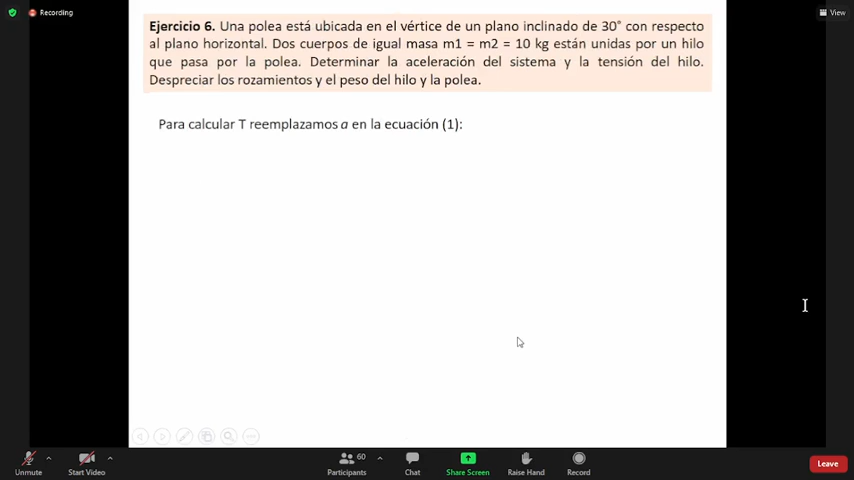 Recording
View
Ejercicio 6. Una polea está ubicada en el vértice de un plano inclinado de 30° con respecto
al plano horizontal. Dos cuerpos de igual masa m1 = m2 = 10 kg están unidas por un hilo
que pasa por la polea. Determinar la aceleración del sistema y la tensión del hilo.
Despreciar los rozamientos y el peso del hilo y la polea.
Para calcular T reemplazamos a en la ecuación (1):
60
Unmute
Start Video
Participants
Chat
Share Screen
Raise Hand
Record
Leave